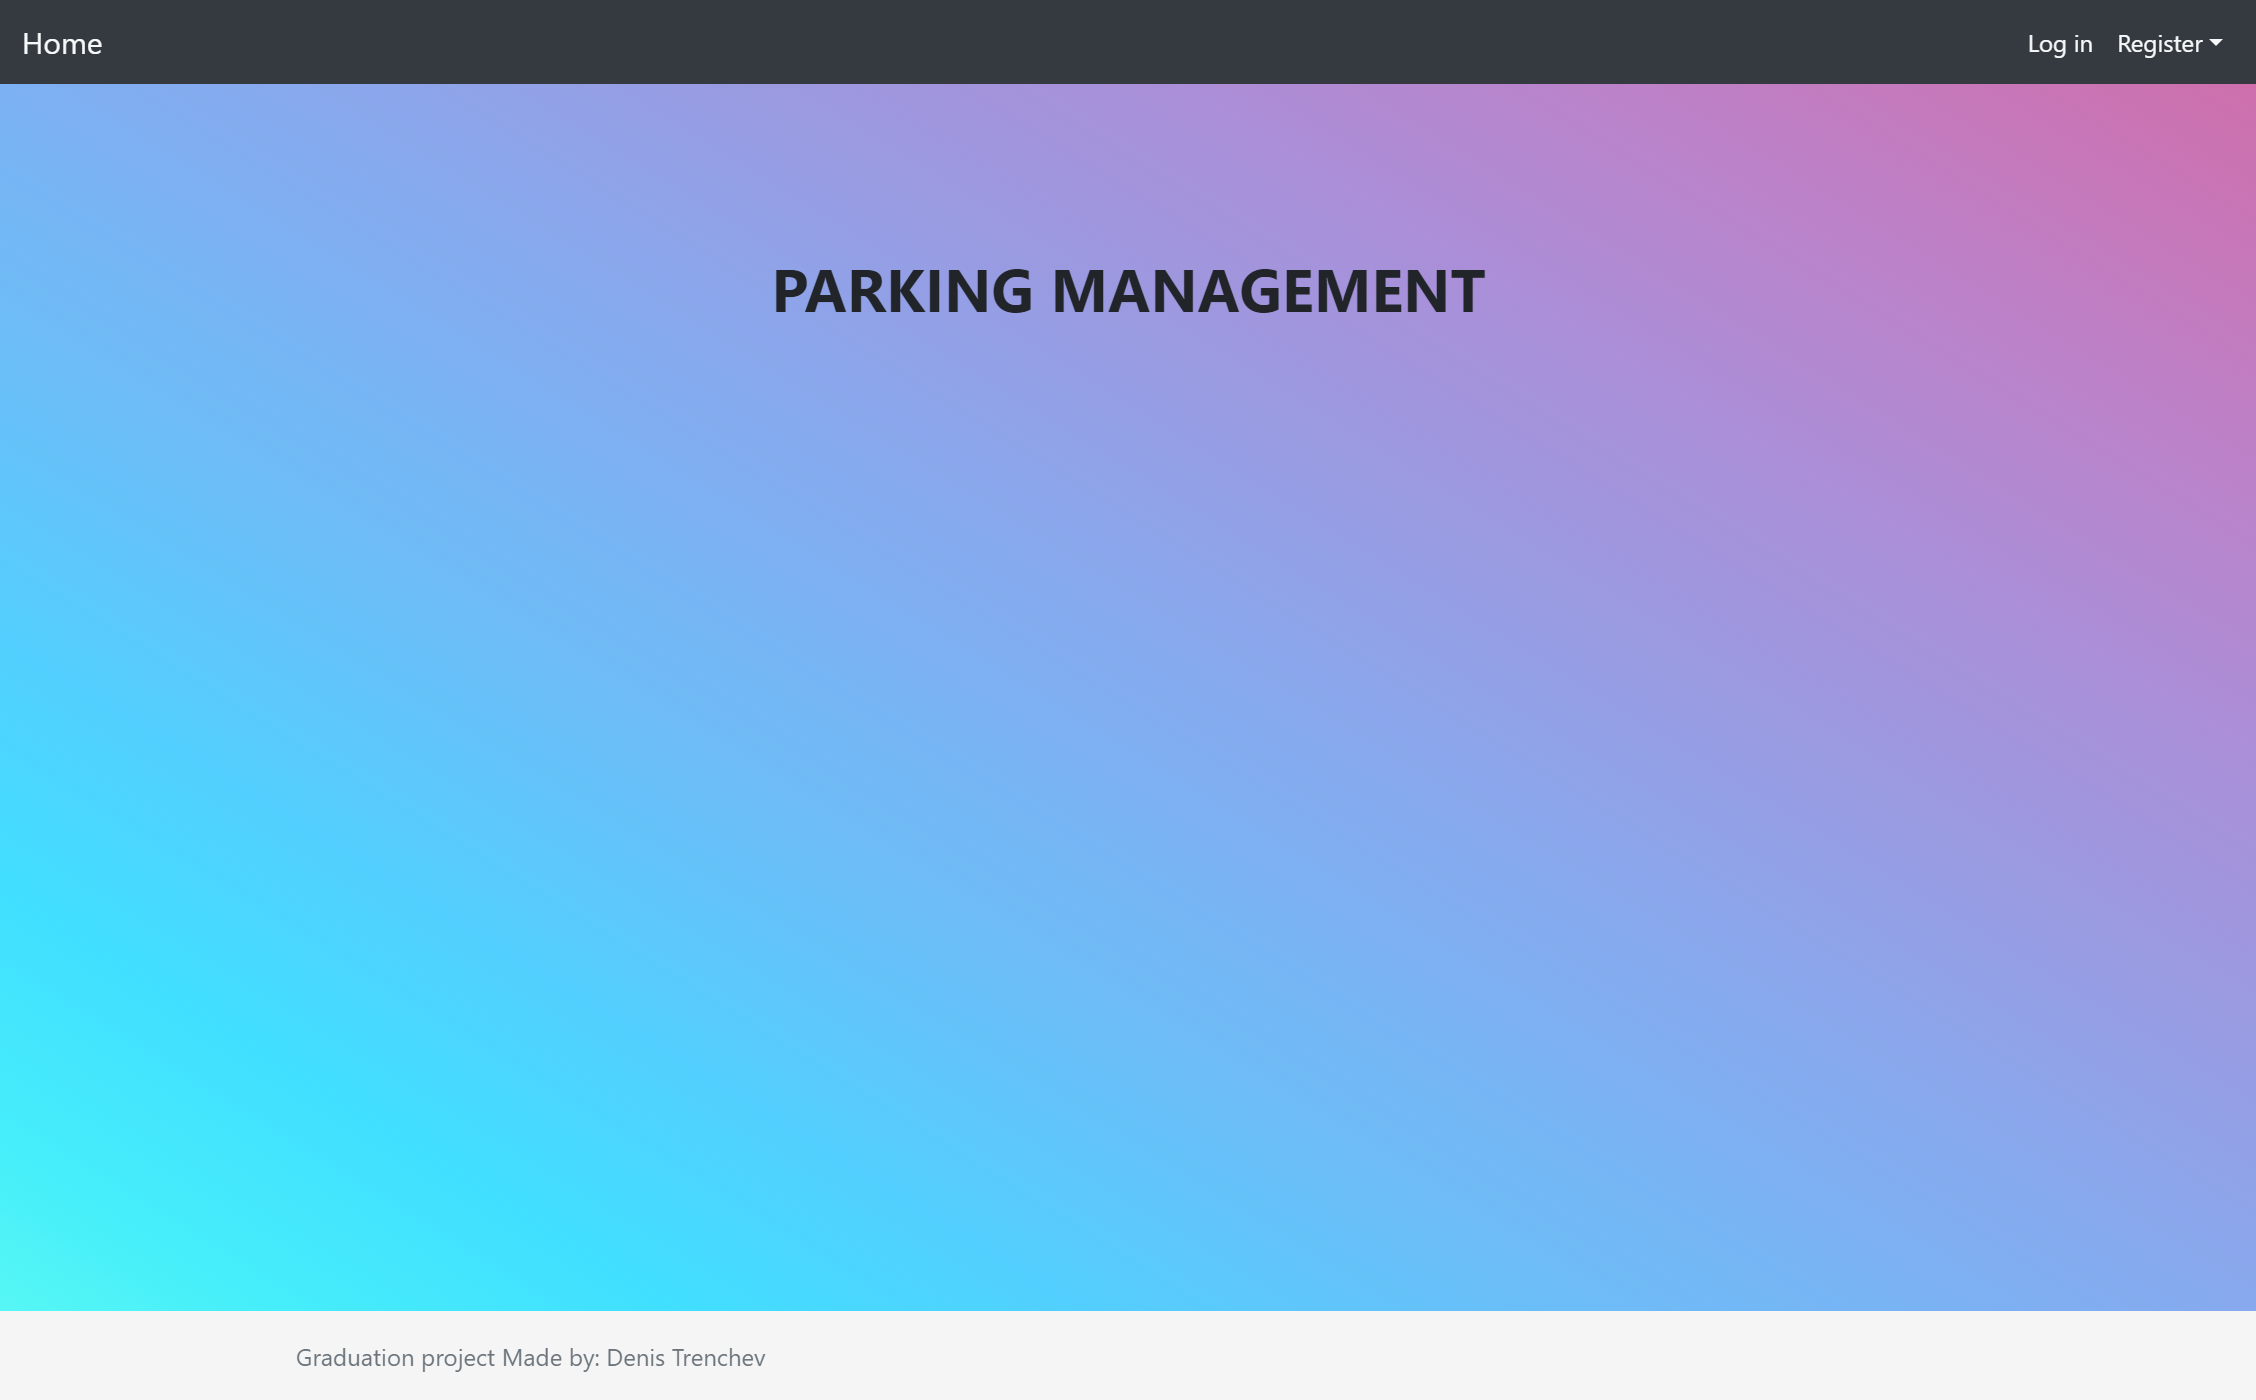 Home
Log in
Register
PARKING MANAGEMENT
Graduation project Made by: Denis Trenchev